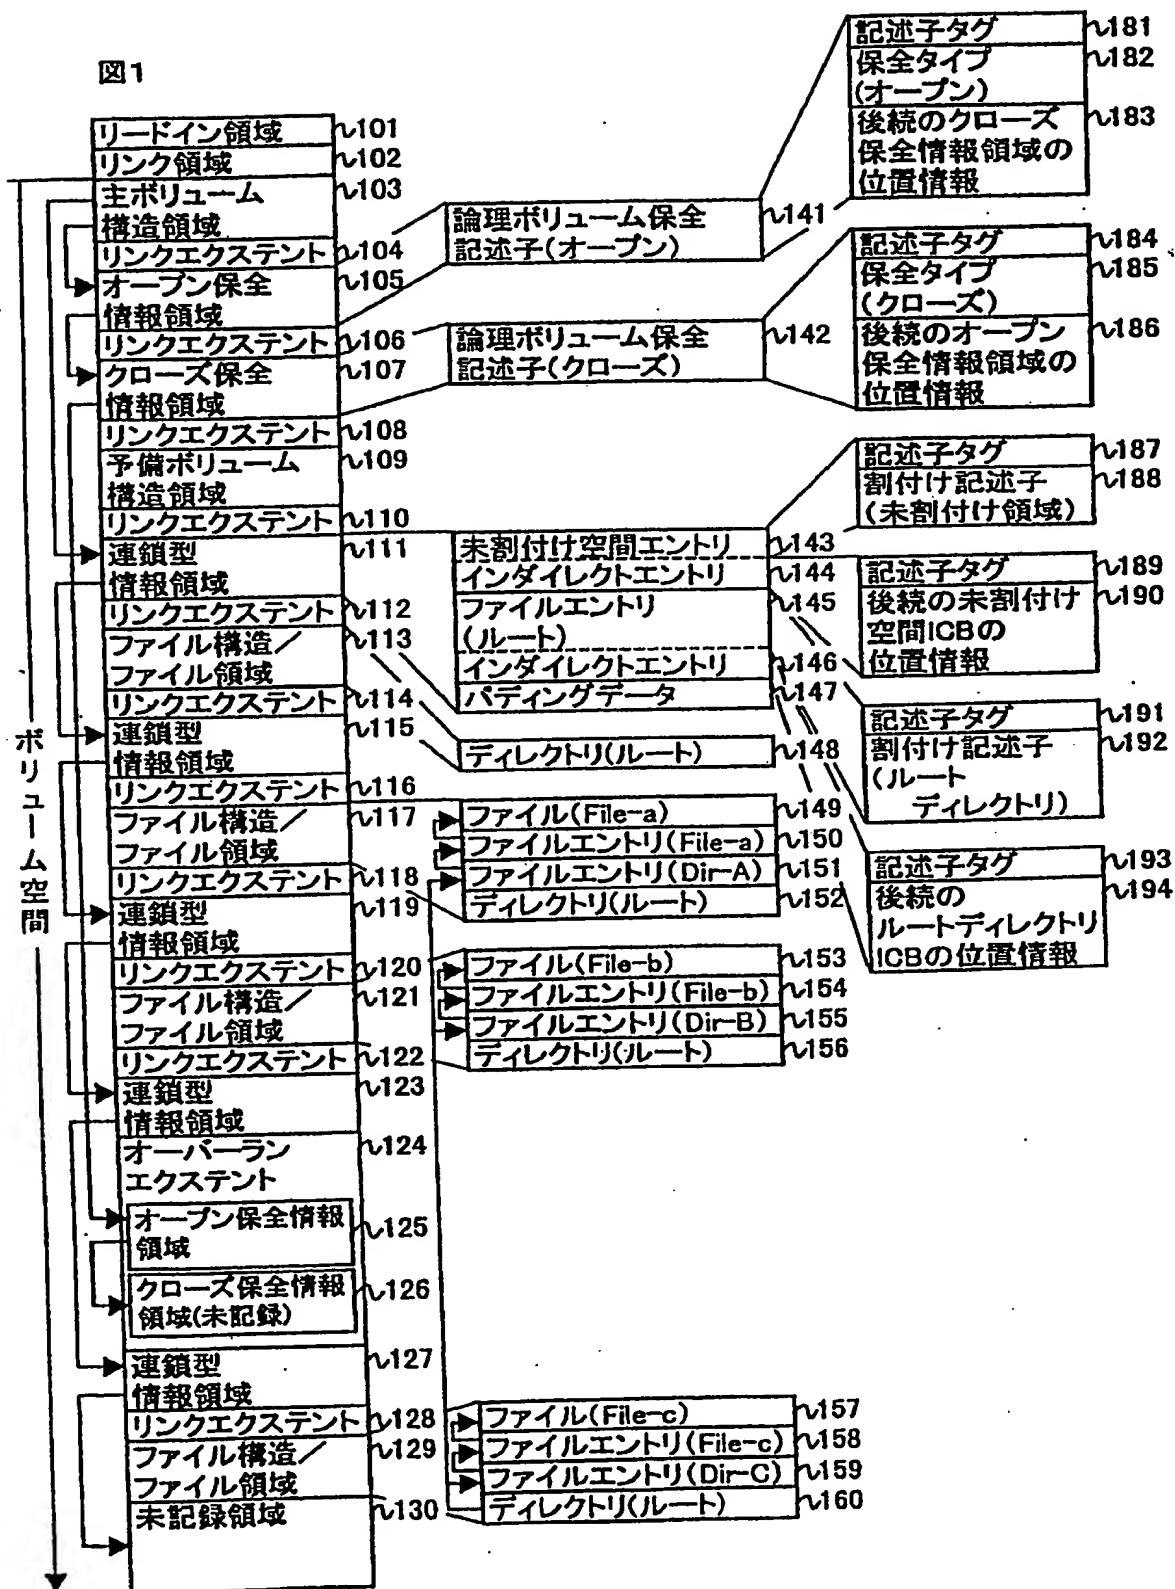 図1
リードイン領域 101
リンク領域 102
主ボリューム 103
構造領域
リンクエクステント 104
オープン保全 105
情報領域
リンクエクステント 106
クローズ保全 107
情報領域
リンクエクステント 108
予備ボリューム 109
構造領域
リンクエクステント 110
連鎖型 111
情報領域
リンクエクステント 112
ファイル構造/ 113
ファイル領域
リンクエクステント 114
連鎖型 115
情報領域
リンクエクステント 116
ファイル構造/ 117
ファイル領域
リンクエクステント 118
連鎖型 119
情報領域
リンクエクステント 120
ファイル構造/ 121
ファイル領域
リンクエクステント 122
連鎖型 123
情報領域
オーバーラン 124
エクステント
オープン保全情報 125
領域
クローズ保全情報 126
領域(未記録)
連鎖型 127
情報領域
リンクエクステント 128
ファイル構造/ 129
ファイル領域
未記録領域 130
ボリューム空間
論理ボリューム保全 141
記述子(オープン)
論理ボリューム保全 142
記述子(クローズ)
未割付け空間エントリ 143
インダイレクトエントリ 144
ファイルエントリ 145
(ルート)
インダイレクトエントリ 146
パディングデータ 147
ディレクトリ(ルート) 148
ファイル(File-a) 149
ファイルエントリ(File-a) 150
ファイルエントリ(Dir-A) 151
ディレクトリ(ルート) 152
ファイル(File-b) 153
ファイルエントリ(File-b) 154
ファイルエントリ(Dir-B) 155
ディレクトリ(ルート) 156
ファイル(File-c) 157
ファイルエントリ(File-c) 158
ファイルエントリ(Dir-C) 159
ディレクトリ(ルート) 160
記述子タグ 181
保全タイプ 182
(オープン)
後続のクローズ 183
保全情報領域の
位置情報
記述子タグ 184
保全タイプ 185
(クローズ)
後続のオープン 186
保全情報領域の
位置情報
記述子タグ 187
割付け記述子 188
(未割付け領域)
記述子タグ 189
後続の未割付け 190
空間ICBの
位置情報
記述子タグ 191
割付け記述子 192
(ルート
ディレクトリ)
記述子タグ 193
後続の 194
ルートディレクトリ
ICBの位置情報